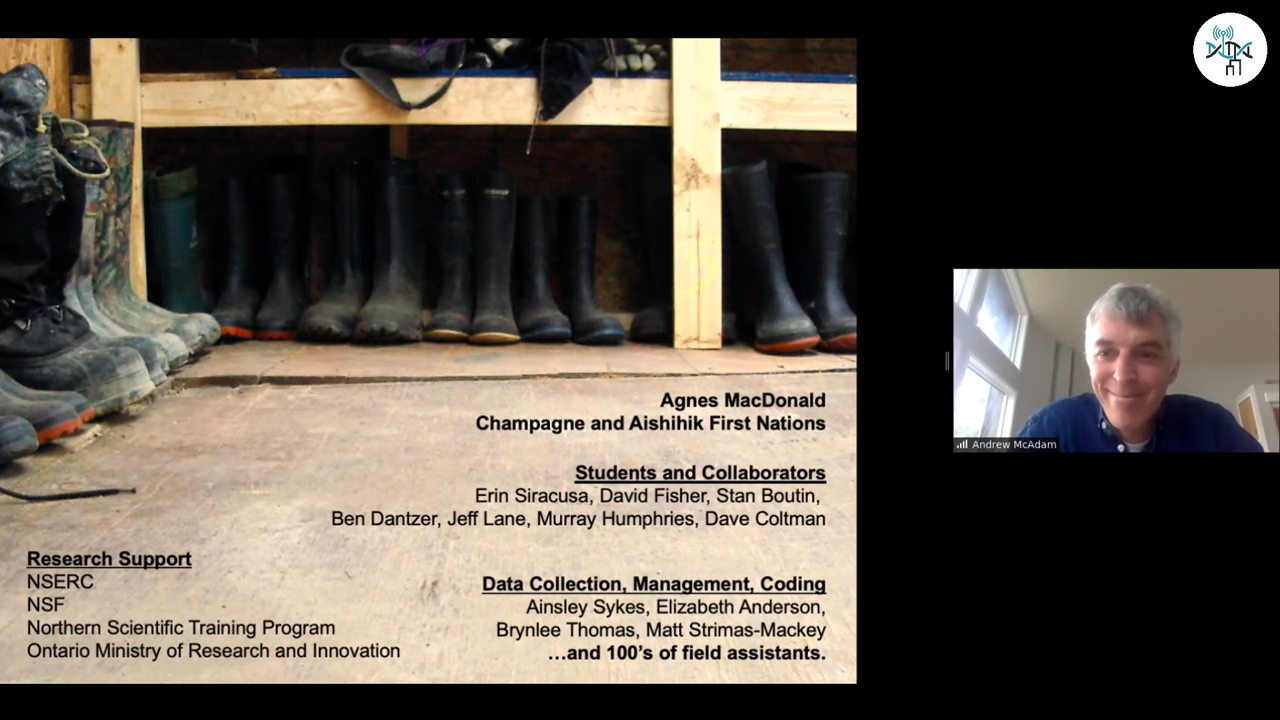 Agnes MacDonald
Champagne and Aishihik First Nations
Students and Collaborators
Erin Siracusa, David Fisher, Stan Boutin,
Ben Dantzer, Jeff Lane, Murray Humphries, Dave Coltman
Research Support
NSERC
NSF
Northern Scientific Training Program
Ontario Ministry of Research and Innovation
Data Collection, Management, Coding
Ainsley Sykes, Elizabeth Anderson,
Brynlee Thomas, Matt Strimas-Mackey
…and 100's of field assistants.
Andrew McAdam